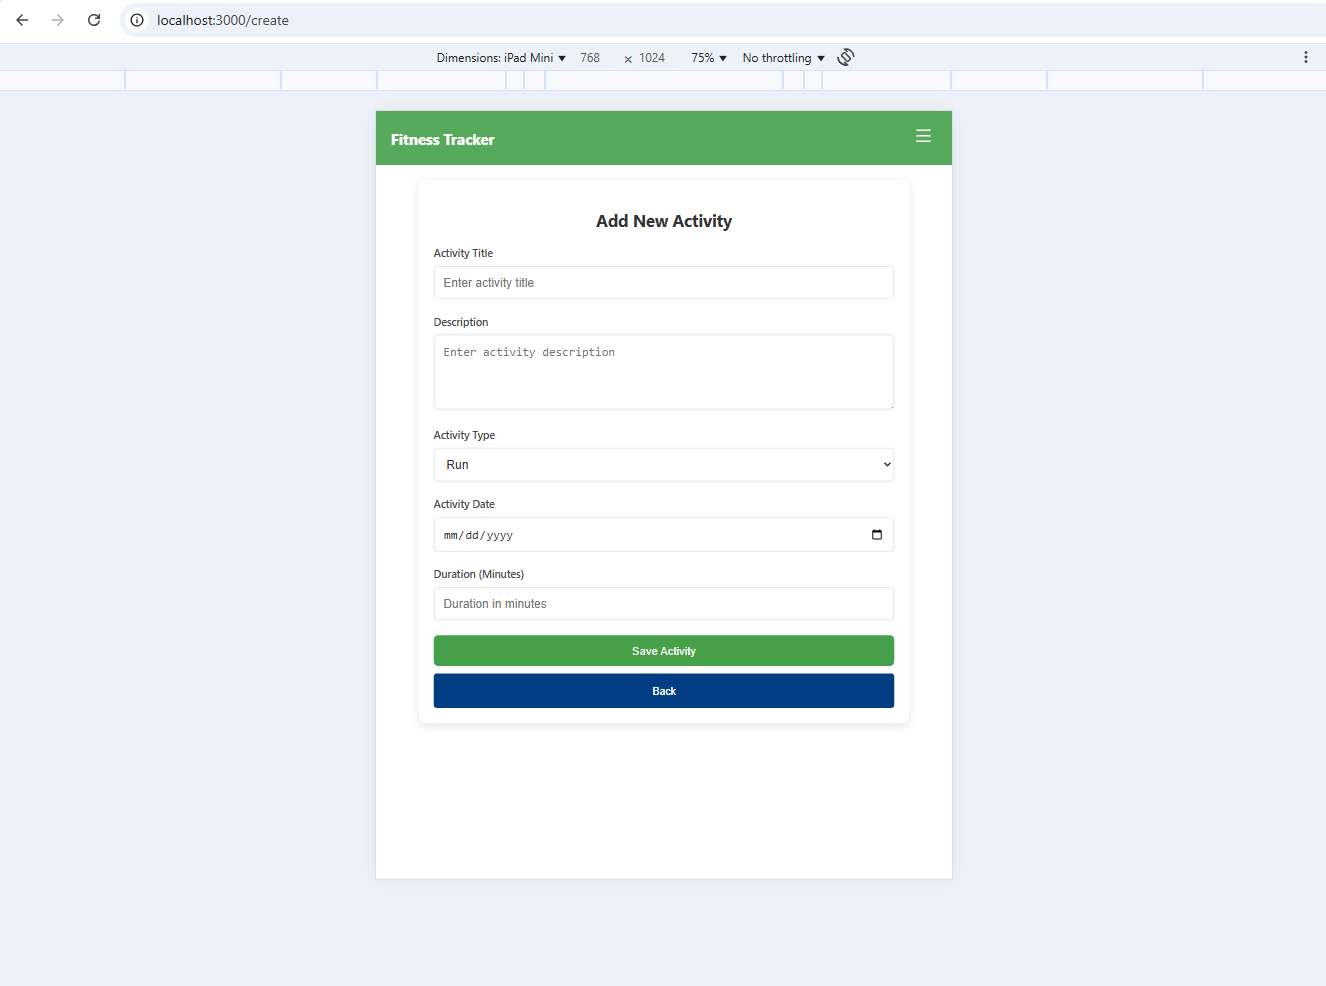 localhost:3000/create
Dimensions: iPad Mini 768 × 1024 75% No throttling
Fitness Tracker
Add New Activity
Activity Title
Enter activity title
Description
Enter activity description
Activity Type
Run
Activity Date
mm/dd/yyyy
Duration (Minutes)
Duration in minutes
Save Activity
Back